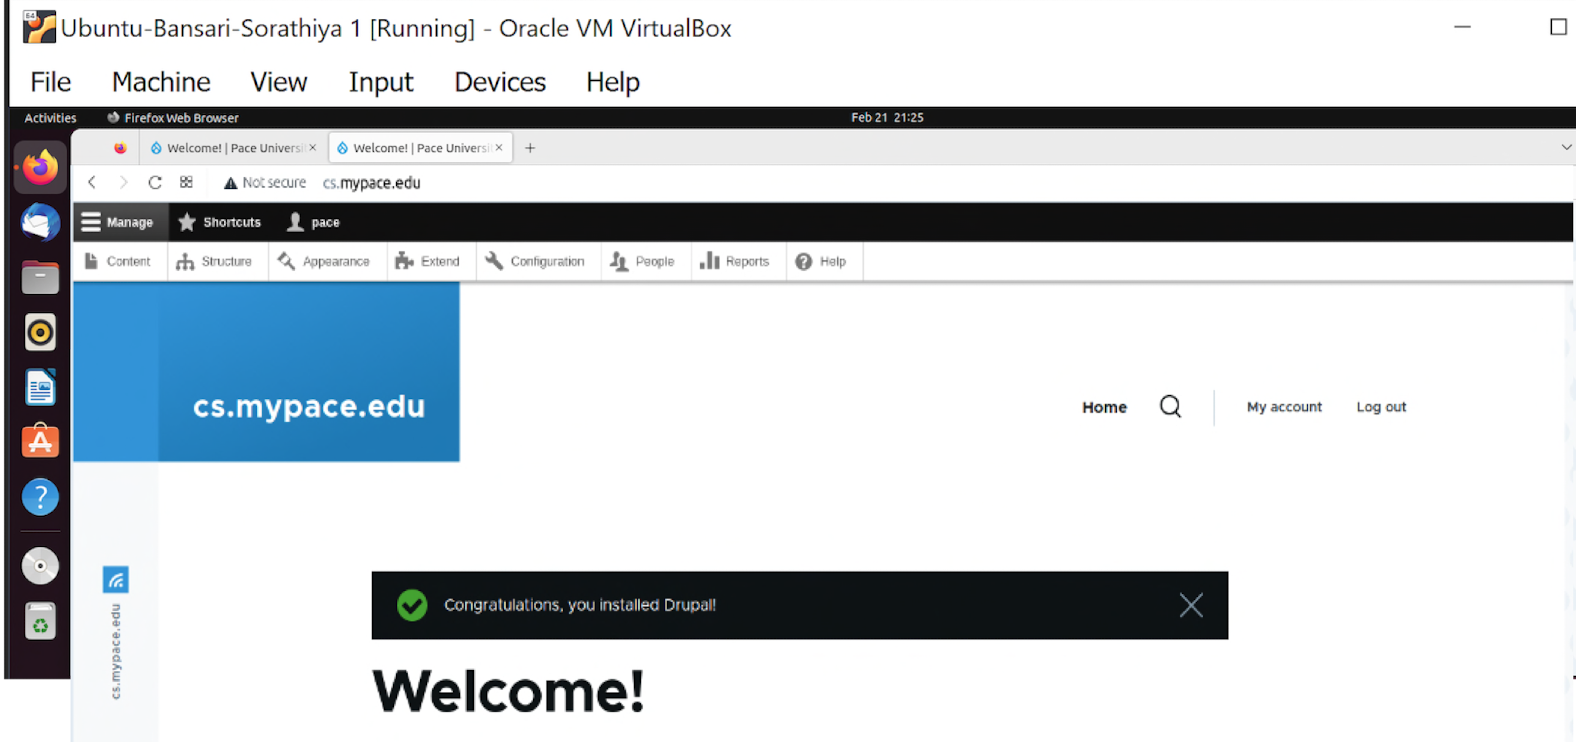 Ubuntu-Bansari-Sorathiya 1 [Running] - Oracle VM VirtualBox
File Machine View Input Devices Help
Activities Firefox Web Browser Feb 21 21:25
Welcome! | Pace Universi × Welcome! | Pace Universi × +
Not secure cs.mypace.edu
Manage Shortcuts pace
Content Structure Appearance Extend Configuration People Reports Help
cs.mypace.edu
Home My account Log out
Congratulations, you installed Drupal!
cs.mypace.edu
Welcome!